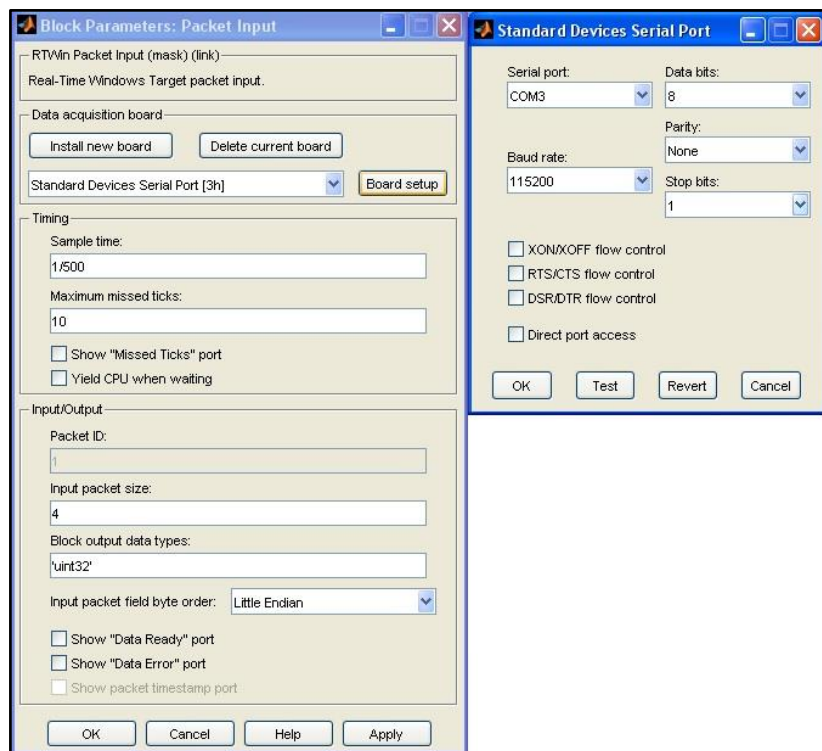 Block Parameters: Packet Input
RTWin Packet Input (mask) (link)
Real-Time Windows Target packet input.
Data acquisition board
Install new board
Delete current board
Standard Devices Serial Port [3h]
Board setup
Timing
Sample time:
1/500
Maximum missed ticks:
10
Show "Missed Ticks" port
Yield CPU when waiting
Input/Output
Packet ID:
1
Input packet size:
4
Block output data types:
'uint32'
Input packet field byte order:
Little Endian
Show "Data Ready" port
Show "Data Error" port
Show packet timestamp port
OK
Cancel
Help
Apply
Standard Devices Serial Port
Serial port:
Data bits:
COM3
8
Parity:
None
Baud rate:
115200
Stop bits:
1
XON/XOFF flow control
RTS/CTS flow control
DSR/DTR flow control
Direct port access
OK
Test
Revert
Cancel